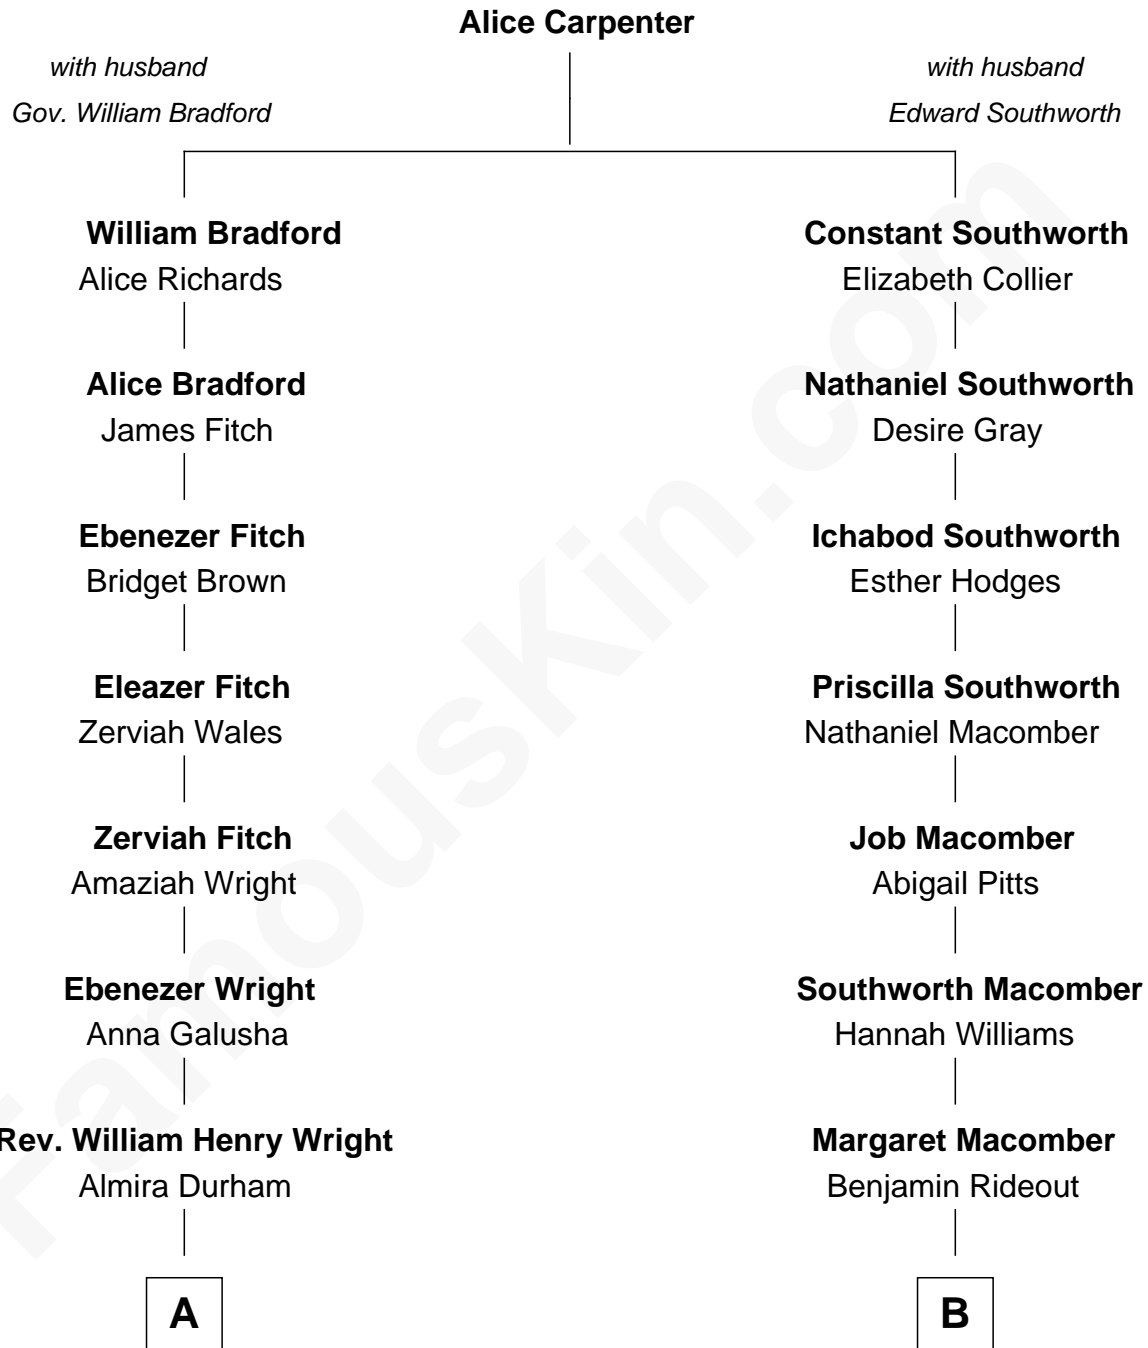 Alice Carpenter
with husband
Gov. William Bradford
with husband
Edward Southworth
William Bradford
Alice Richards
Constant Southworth
Elizabeth Collier
Alice Bradford
James Fitch
Nathaniel Southworth
Desire Gray
Ebenezer Fitch
Bridget Brown
Ichabod Southworth
Esther Hodges
Eleazer Fitch
Zerviah Wales
Priscilla Southworth
Nathaniel Macomber
Zerviah Fitch
Amaziah Wright
Job Macomber
Abigail Pitts
Ebenezer Wright
Anna Galusha
Southworth Macomber
Hannah Williams
Rev. William Henry Wright
Almira Durham
Margaret Macomber
Benjamin Rideout
A
B
FamousKin.com